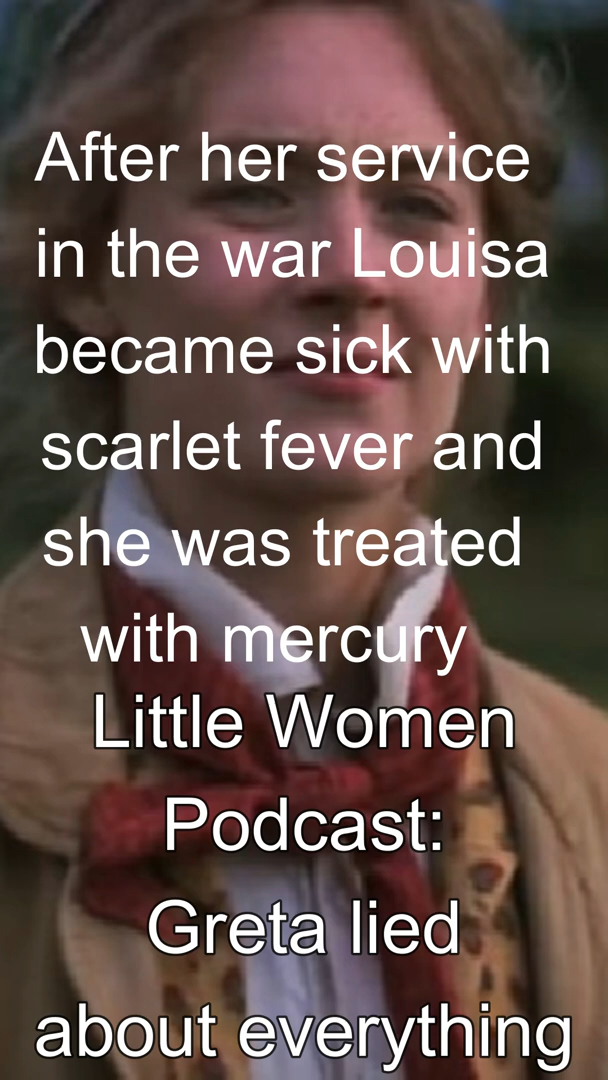 After her service
in the war Louisa
became sick with
scarlet fever and
she was treated
with mercury
Little Women
Podcast:
Greta lied
about everything